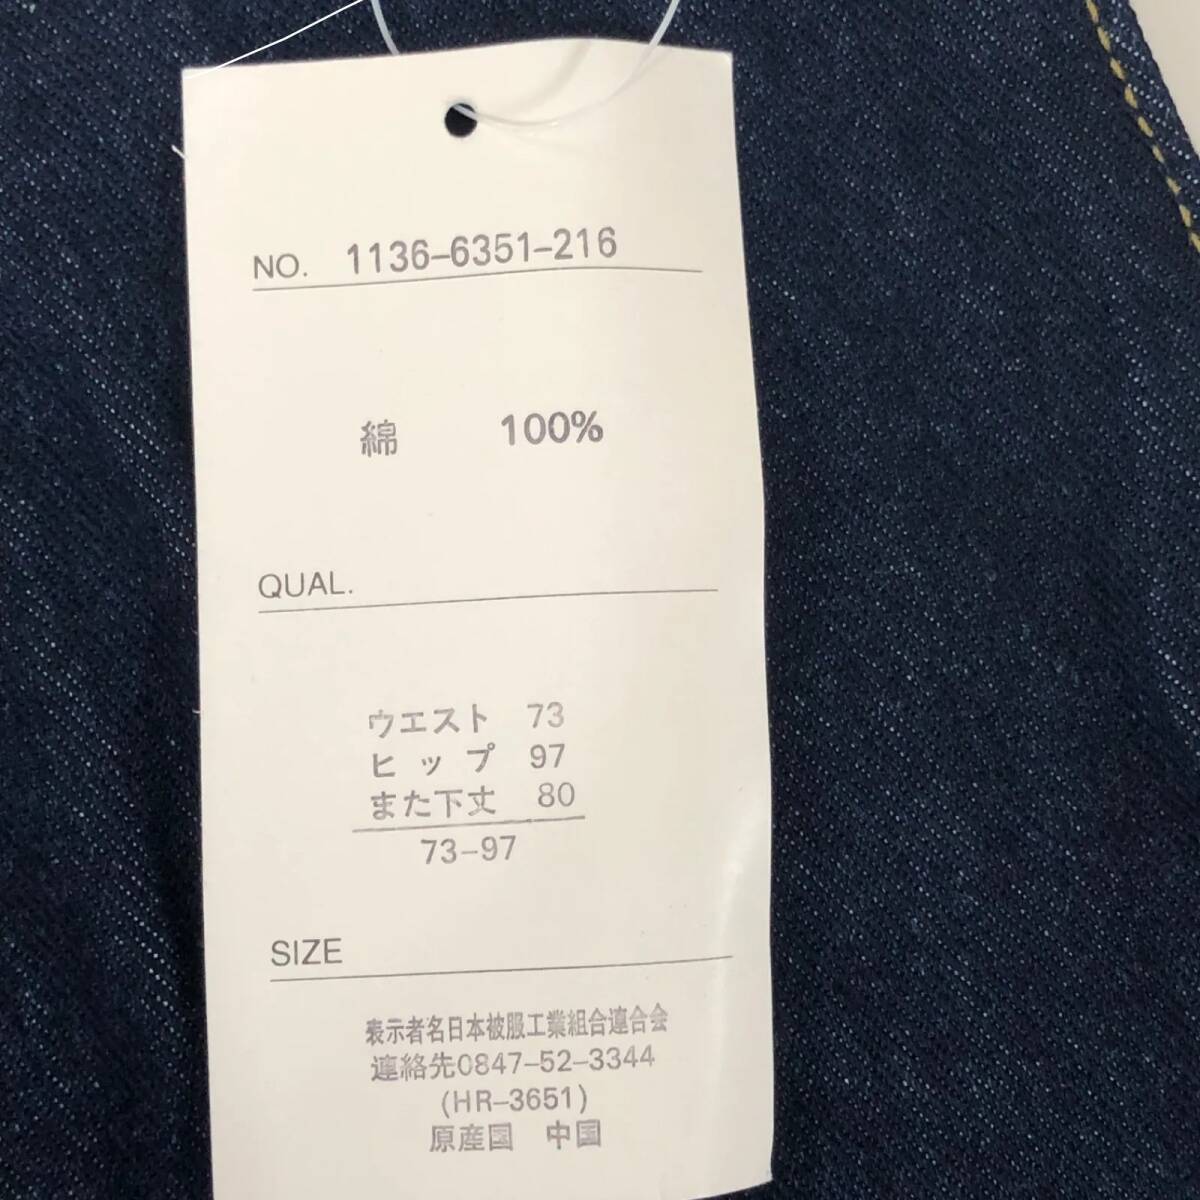 NO. 1136-6351-216
綿 100%
QUAL.
ウエスト 73
ヒップ 97
また下丈 80
73-97
SIZE
表示者名日本被服工業組合連合会
連絡先0847-52-3344
(HR-3651)
原産国 中国